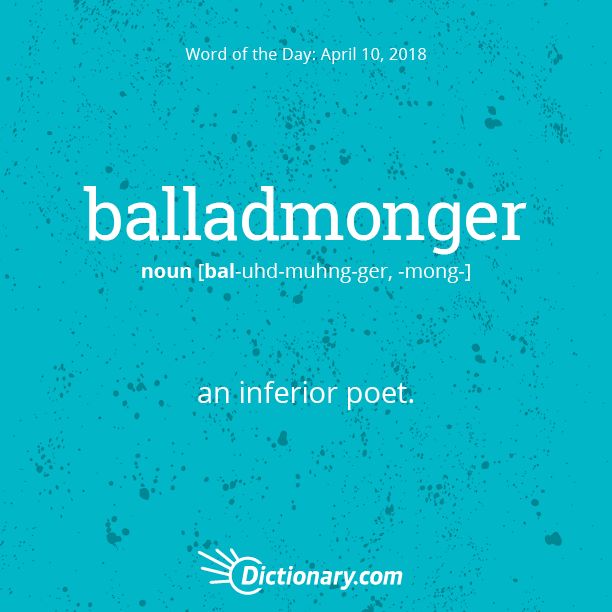 Word of the Day: April 10, 2018
balladmonger
noun [bal-uhd-muhng-ger, -mong-]
an inferior poet.
Dictionary.com